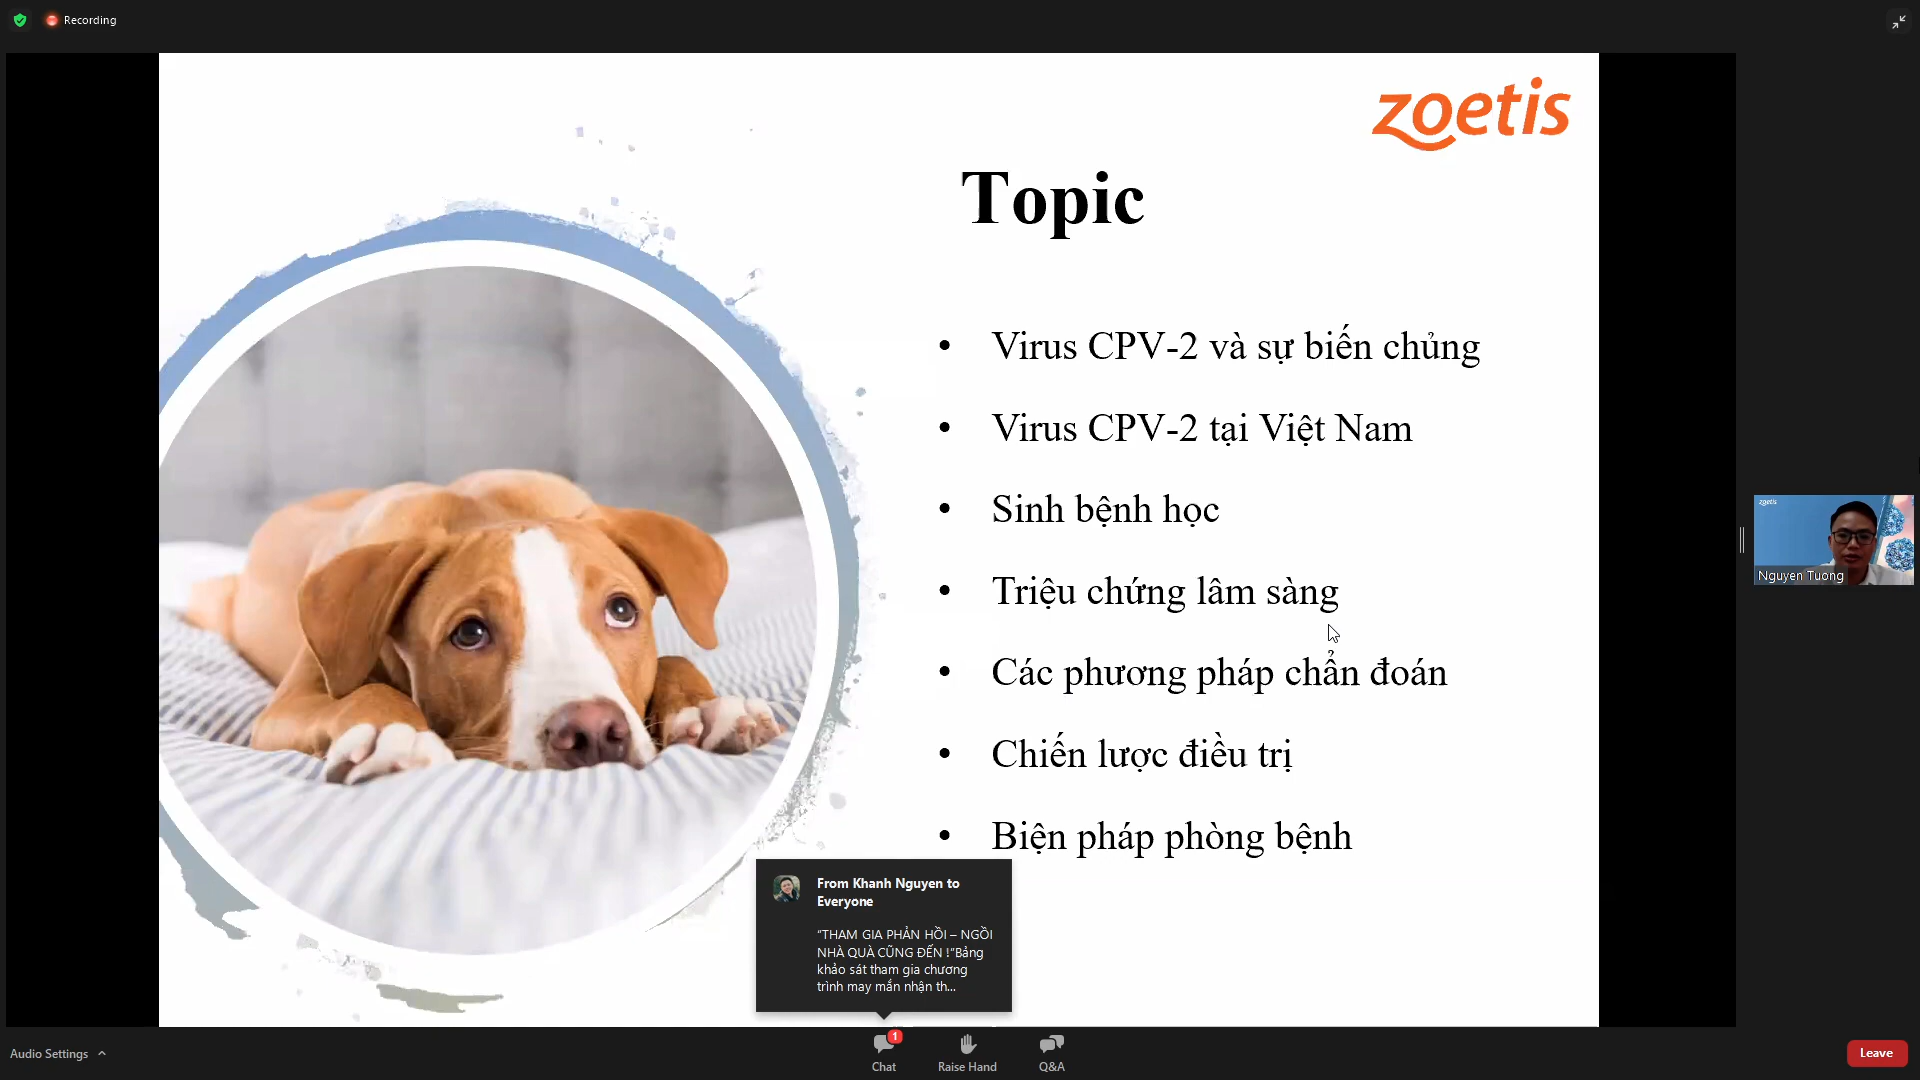 Recording
zoetis
Topic
• Virus CPV-2 và sự biến chủng
• Virus CPV-2 tại Việt Nam
• Sinh bệnh học
• Triệu chứng lâm sàng
• Các phương pháp chẩn đoán
• Chiến lược điều trị
• Biện pháp phòng bệnh
zoetis
Nguyen Tuong
From Khanh Nguyen to
Everyone
“THAM GIA PHẢN HỒI – NGỒI
NHÀ QUÀ CŨNG ĐẾN !”Bảng
khảo sát tham gia chương
trình may mắn nhận th...
Audio Settings
1
Chat
Raise Hand
Q&A
Leave